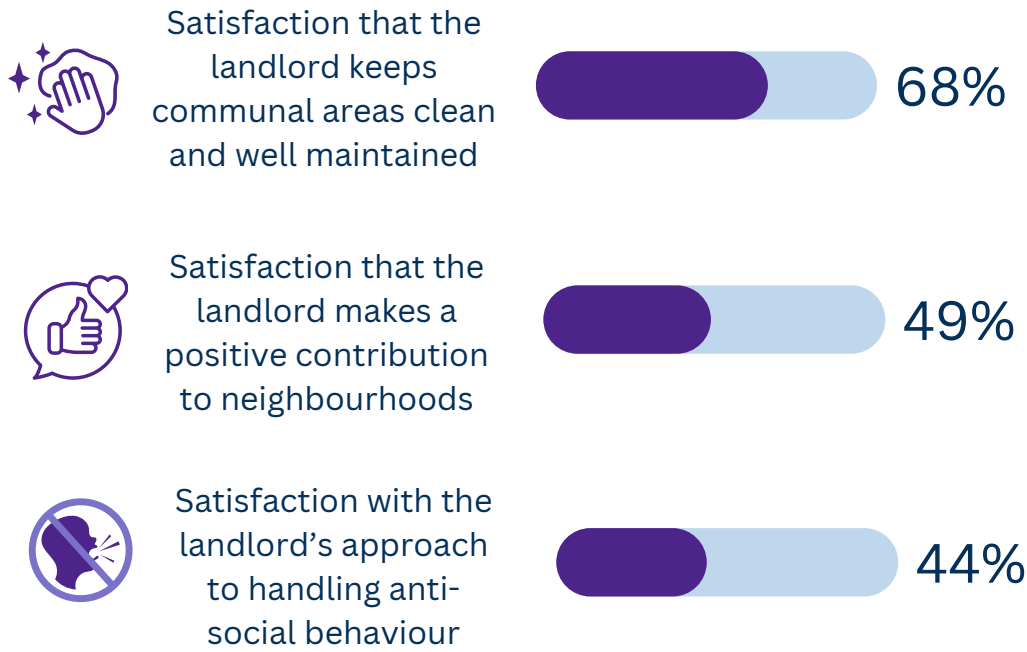 Satisfaction that the
landlord keeps
communal areas clean
and well maintained
68%
Satisfaction that the
landlord makes a
positive contribution
to neighbourhoods
49%
Satisfaction with the
landlord’s approach
to handling anti-
social behaviour
44%